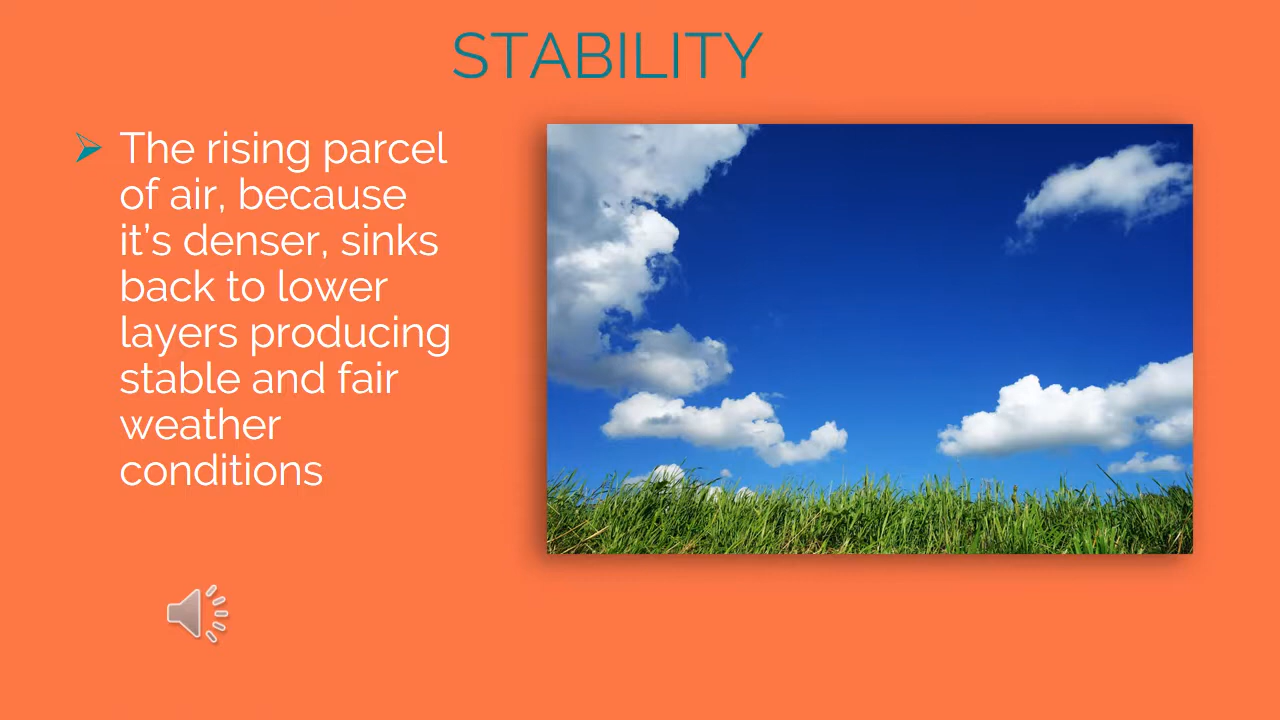 STABILITY
The rising parcel
of air, because
it’s denser, sinks
back to lower
layers producing
stable and fair
weather
conditions